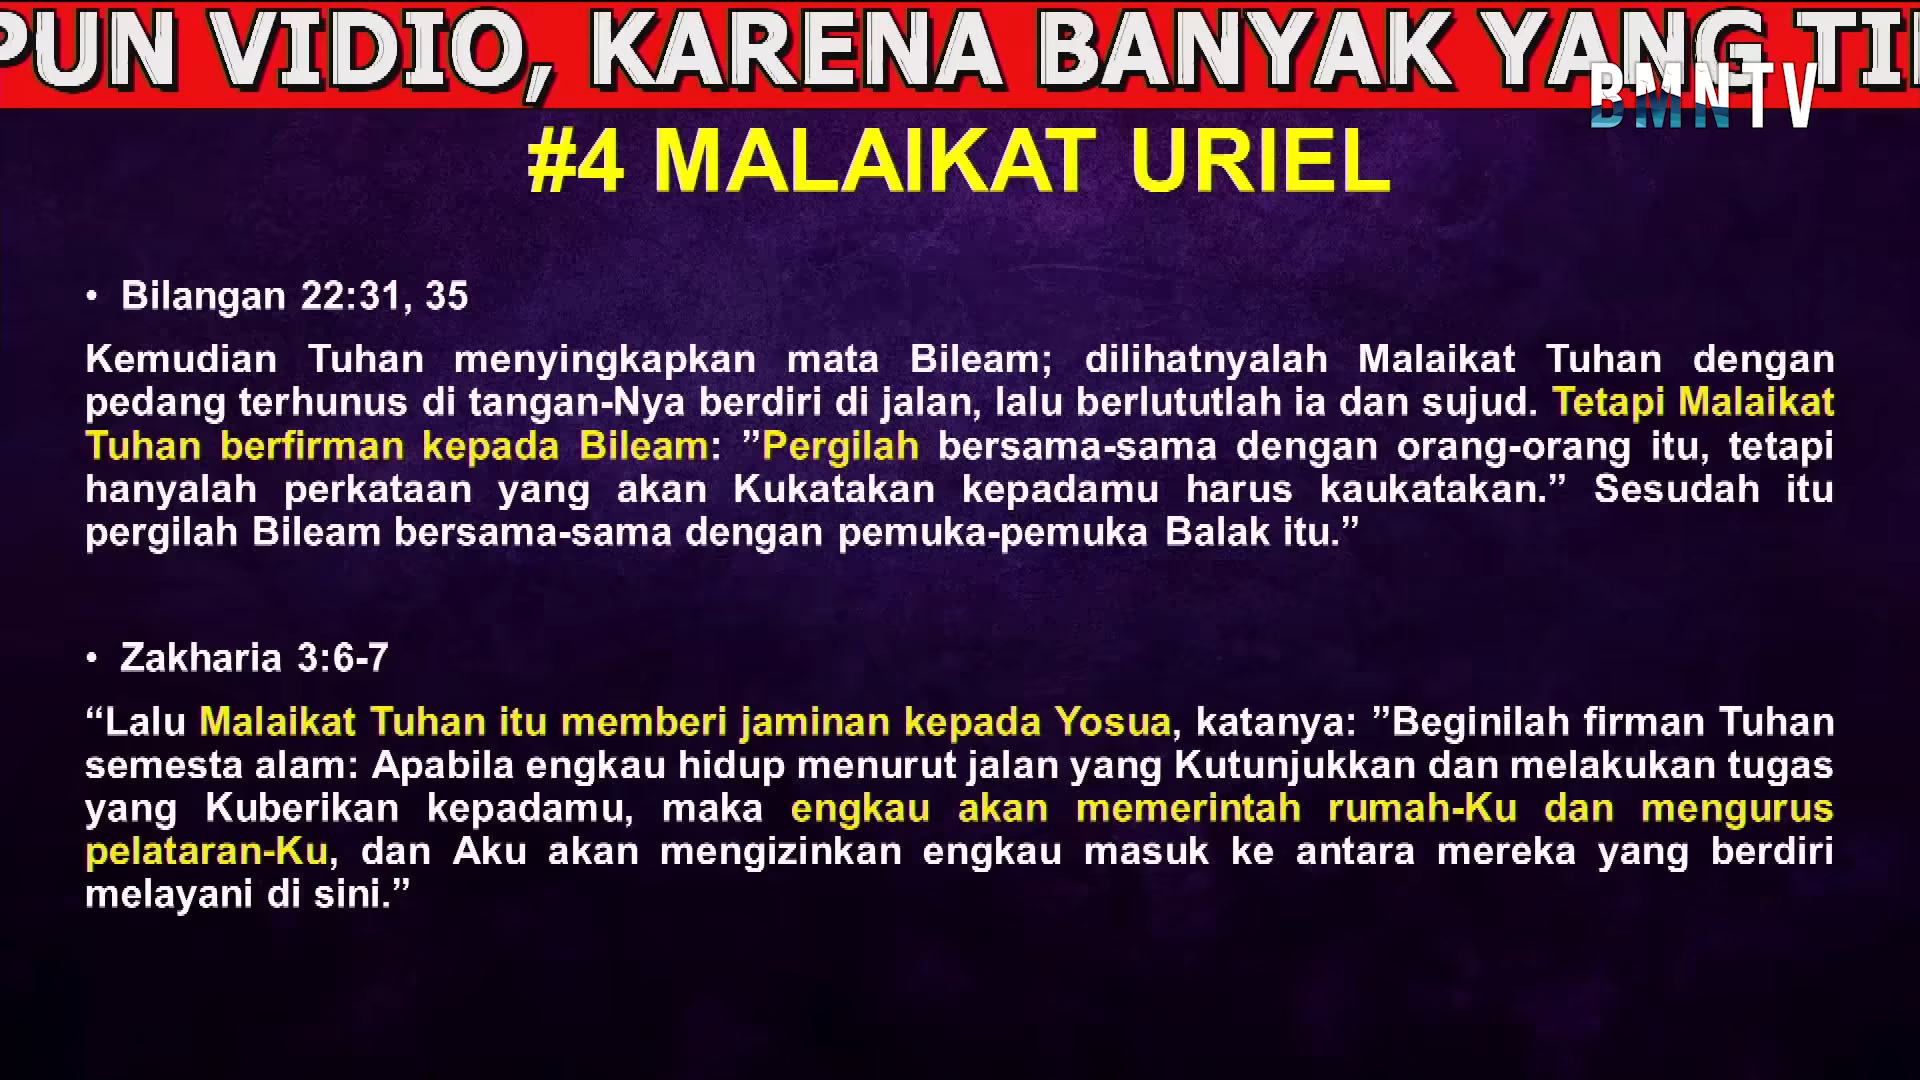 PUN VIDIO, KARENA BANYAK YANG TI
BMNTV
#4 MALAIKAT URIEL
• Bilangan 22:31, 35
Kemudian Tuhan menyingkapkan mata Bileam; dilihatnyalah Malaikat Tuhan dengan
pedang terhunus di tangan-Nya berdiri di jalan, lalu berlututlah ia dan sujud. Tetapi Malaikat
Tuhan berfirman kepada Bileam: ”Pergilah bersama-sama dengan orang-orang itu, tetapi
hanyalah perkataan yang akan Kukatakan kepadamu harus kaukatakan.” Sesudah itu
pergilah Bileam bersama-sama dengan pemuka-pemuka Balak itu.”
• Zakharia 3:6-7
“Lalu Malaikat Tuhan itu memberi jaminan kepada Yosua, katanya: ”Beginilah firman Tuhan
semesta alam: Apabila engkau hidup menurut jalan yang Kutunjukkan dan melakukan tugas
yang Kuberikan kepadamu, maka engkau akan memerintah rumah-Ku dan mengurus
pelataran-Ku, dan Aku akan mengizinkan engkau masuk ke antara mereka yang berdiri
melayani di sini.”